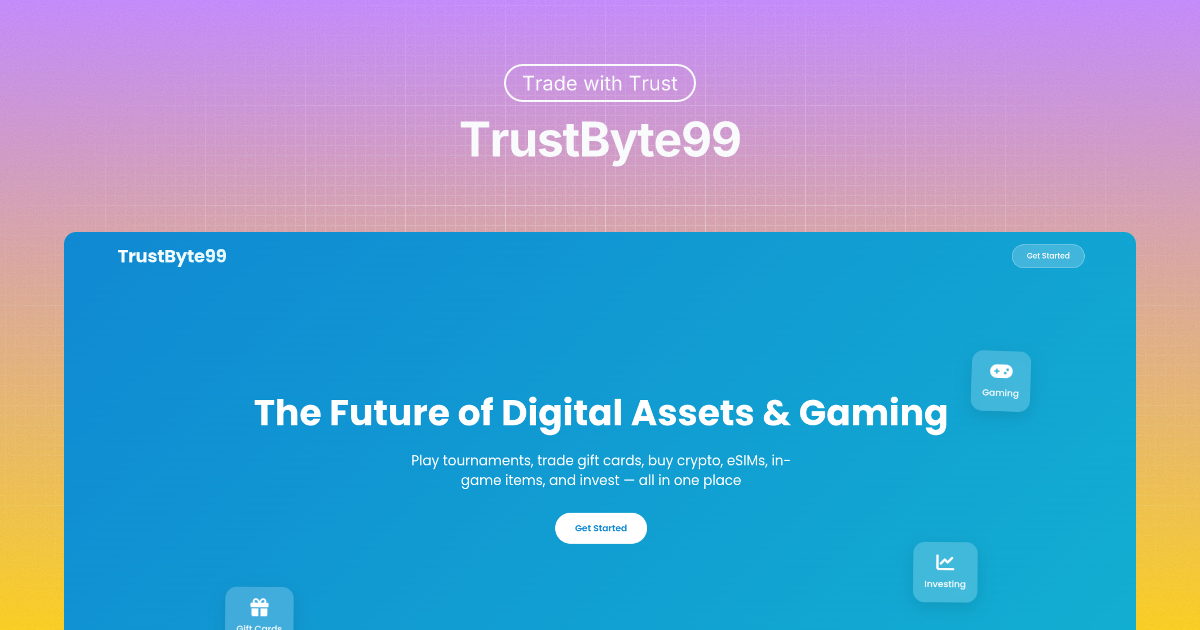 Trade with Trust
TrustByte99
TrustByte99
Get Started
Gaming
The Future of Digital Assets & Gaming
Play tournaments, trade gift cards, buy crypto, eSIMs, in-
game items, and invest — all in one place
Get Started
Investing
Gift Cards